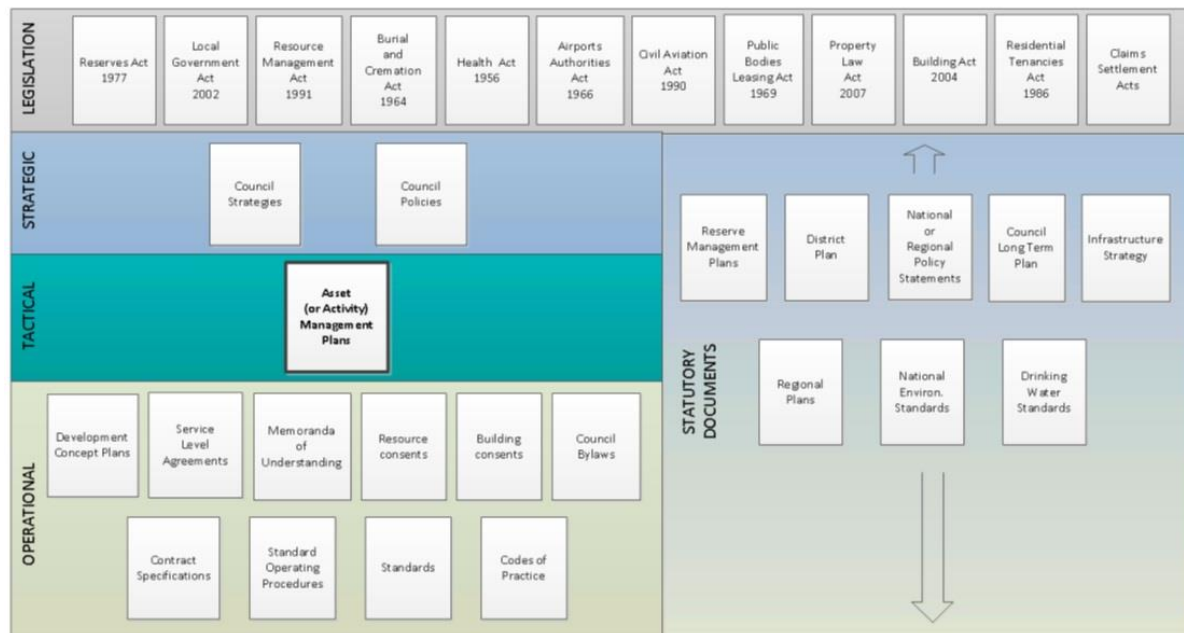 LEGISLATION
Reserves Act
1977
Local
Government
Act
2002
Resource
Management
Act
1991
Burial
and
Cremation
Act
1964
Health Act
1956
Airports
Authorities
Act
1966
Civil Aviation
Act
1990
Public
Bodies
Leasing Act
1969
Property
Law
Act
2007
Building Act
2004
Residential
Tenancies
Act
1986
Claims
Settlement
Acts
STRATEGIC
Council
Strategies
Council
Policies
TACTICAL
Asset
(or Activity)
Management
Plans
OPERATIONAL
Development
Concept Plans
Service
Level
Agreements
Memoranda
of
Understanding
Resource
consents
Building
consents
Council
Bylaws
Contract
Specifications
Standard
Operating
Procedures
Standards
Codes of
Practice
STATUTORY
DOCUMENTS
Reserve
Management
Plans
District
Plan
National
or
Regional
Policy
Statements
Council
Long Term
Plan
Infrastructure
Strategy
Regional
Plans
National
Environ.
Standards
Drinking
Water
Standards